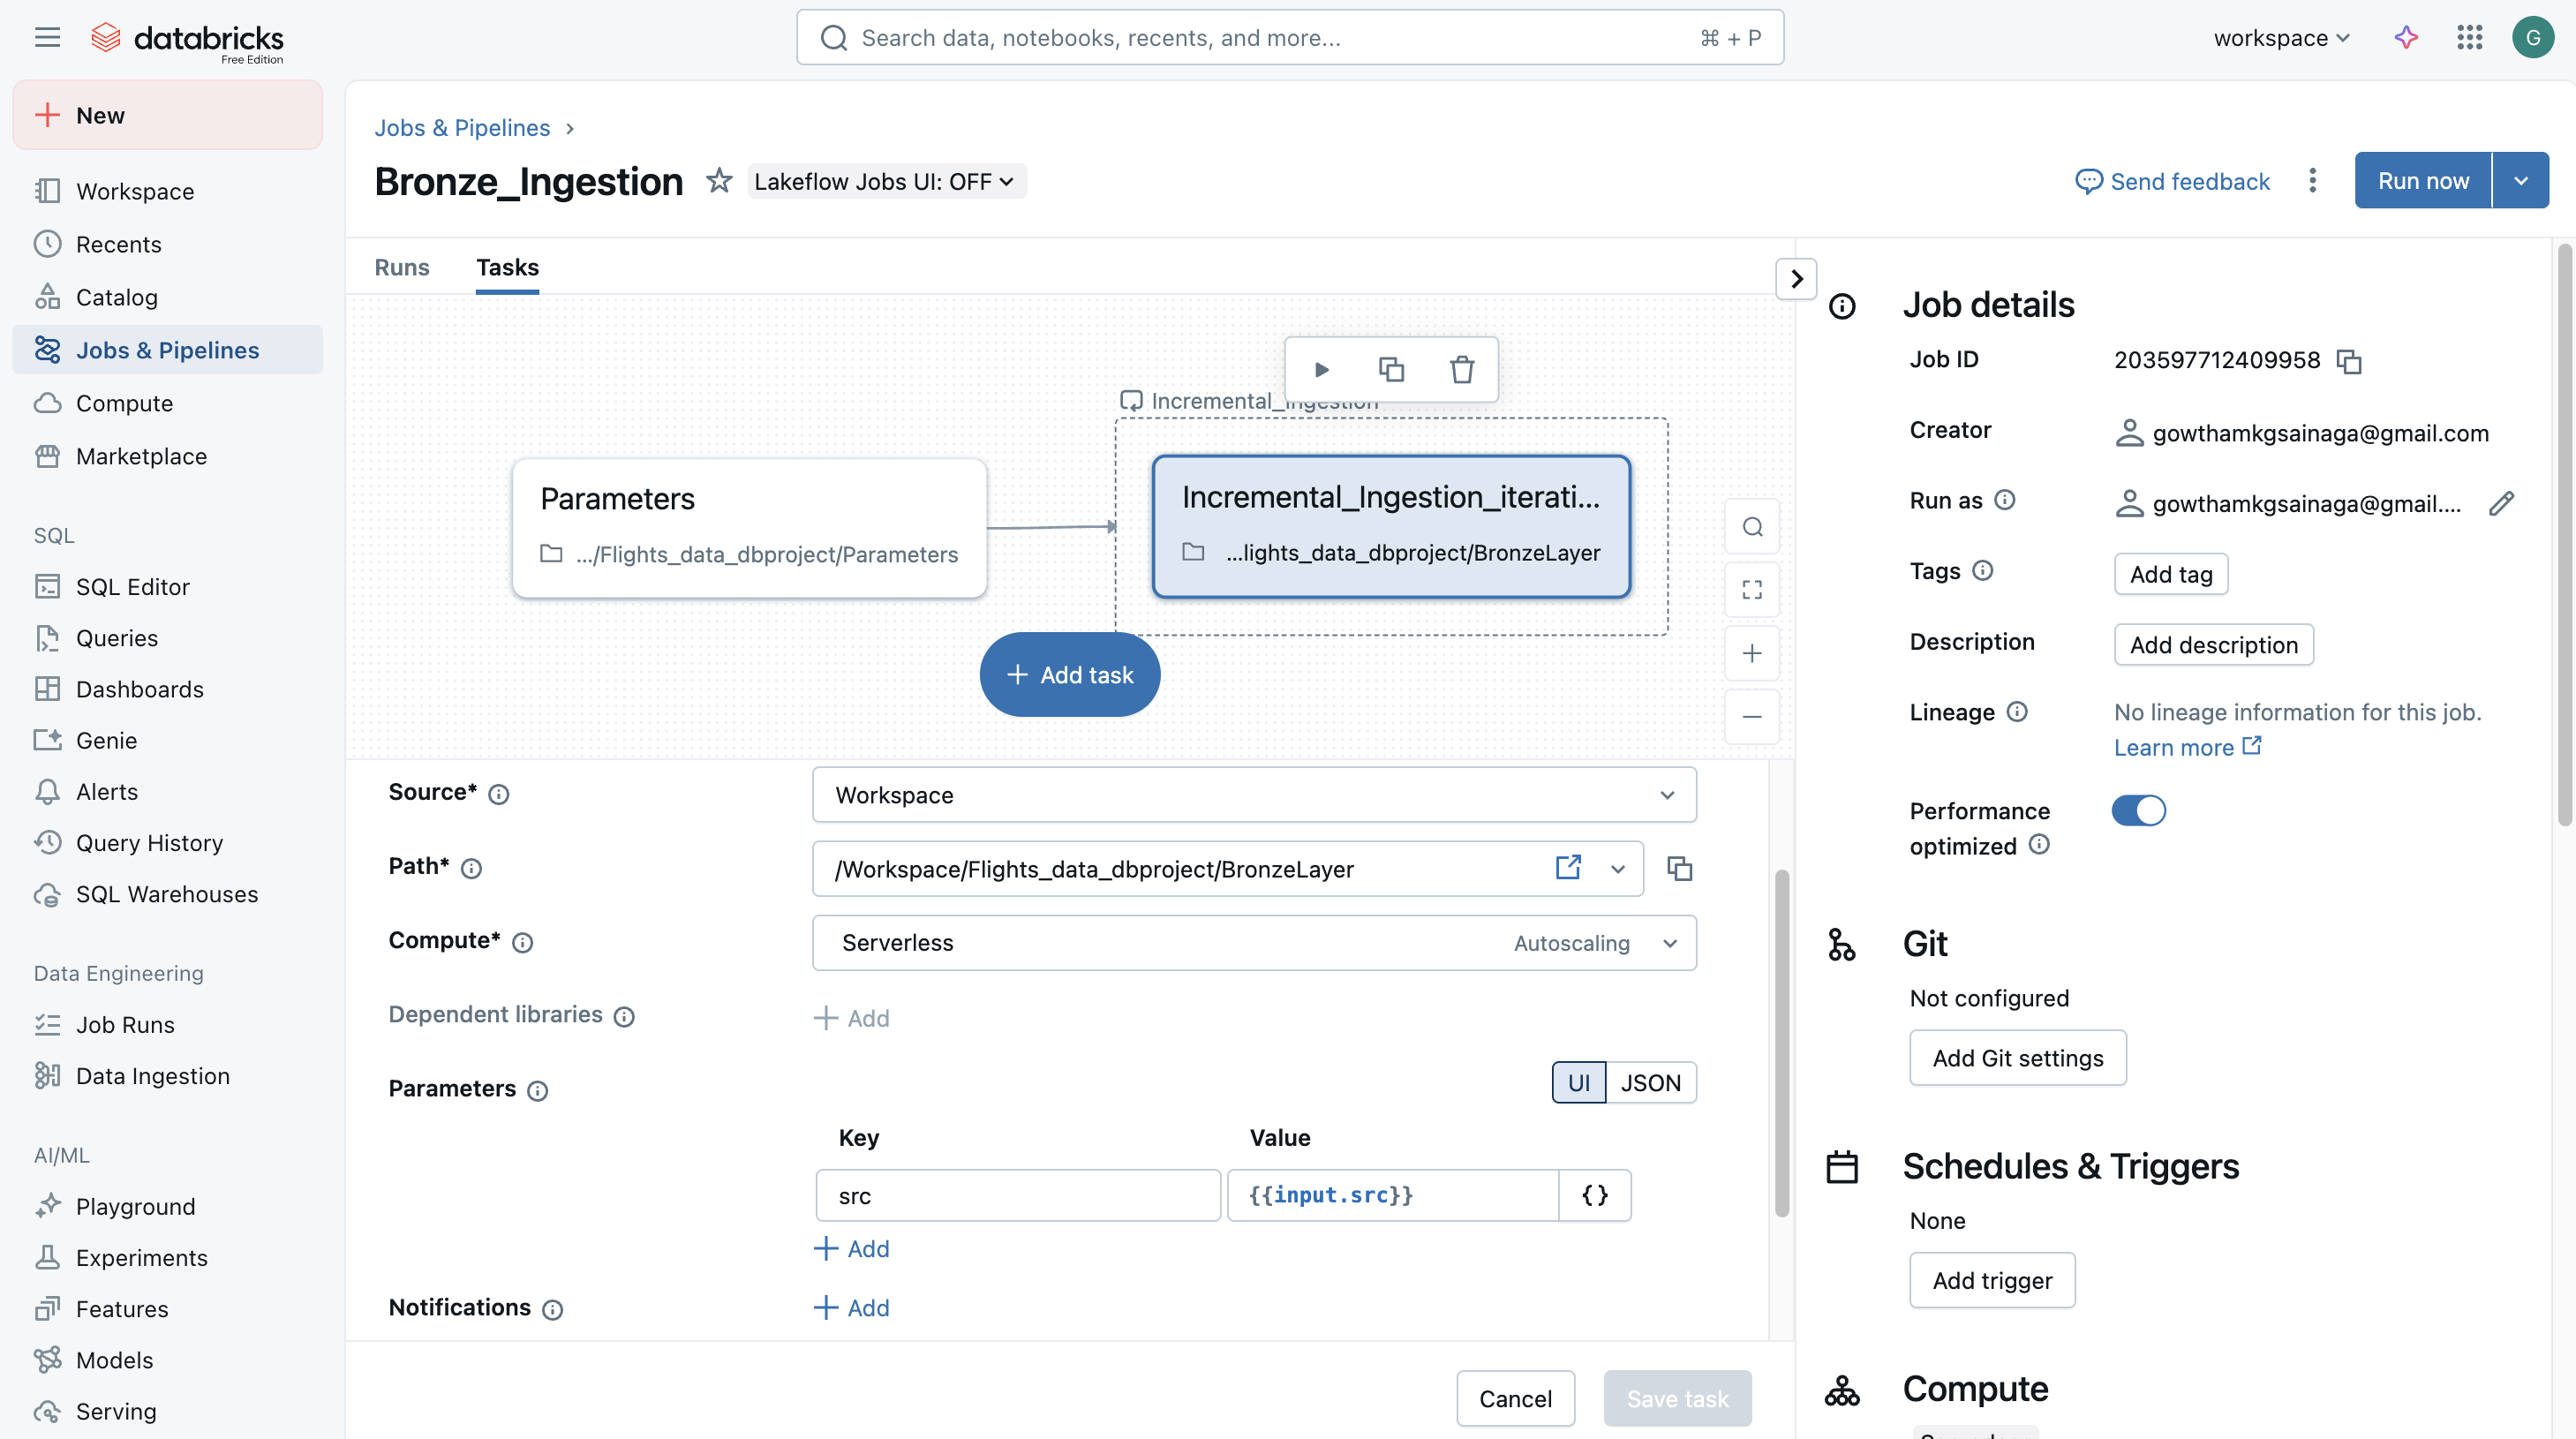 databricks
Free Edition
Search data, notebooks, recents, and more...
⌘ + P
workspace
G
New
Workspace
Recents
Catalog
Jobs & Pipelines
Compute
Marketplace
SQL
SQL Editor
Queries
Dashboards
Genie
Alerts
Query History
SQL Warehouses
Data Engineering
Job Runs
Data Ingestion
AI/ML
Playground
Experiments
Features
Models
Serving
Jobs & Pipelines
Bronze_Ingestion
Lakeflow Jobs UI: OFF
Send feedback
Run now
Runs
Tasks
Incremental_Ingestion
Parameters
.../Flights_data_dbproject/Parameters
Incremental_Ingestion_iterati...
...lights_data_dbproject/BronzeLayer
+ Add task
Source*
Workspace
Path*
/Workspace/Flights_data_dbproject/BronzeLayer
Compute*
Serverless
Autoscaling
Dependent libraries
+ Add
Parameters
UI
JSON
Key
Value
src
{{input.src}}
{}
+ Add
Notifications
+ Add
Cancel
Save task
Job details
Job ID
203597712409958
Creator
gowthamkgsainaga@gmail.com
Run as
gowthamkgsainaga@gmail....
Tags
Add tag
Description
Add description
Lineage
No lineage information for this job.
Learn more
Performance
optimized
Git
Not configured
Add Git settings
Schedules & Triggers
None
Add trigger
Compute